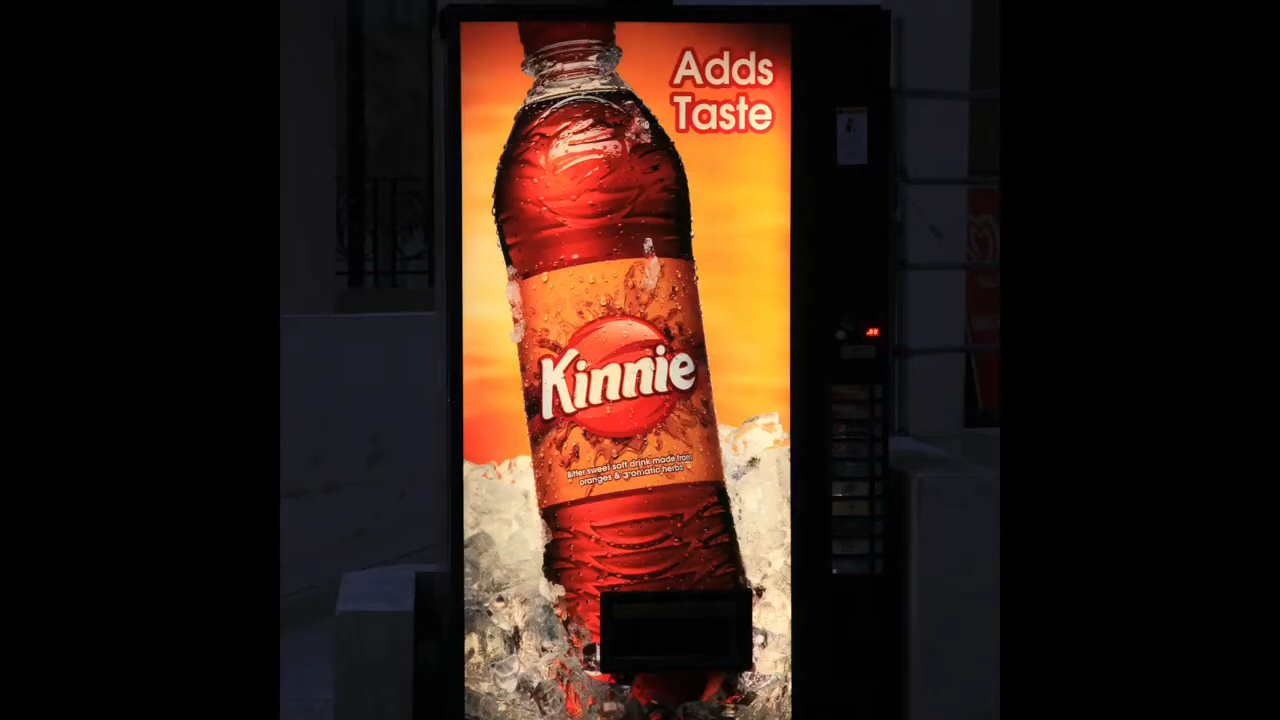 Adds
Taste
Kinnie
Bitter sweet soft drink made from
oranges & aromatic herbs